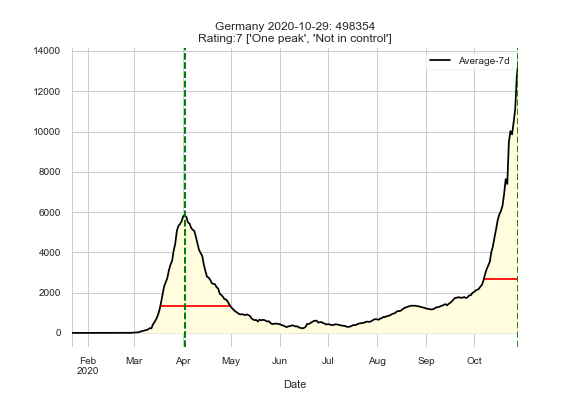 Germany 2020-10-29: 498354
Rating:7 ['One peak', 'Not in control']
14000
12000
10000
8000
6000
4000
2000
0
Average-7d
Feb Mar Apr May Jun Jul Aug Sep Oct
2020
Date